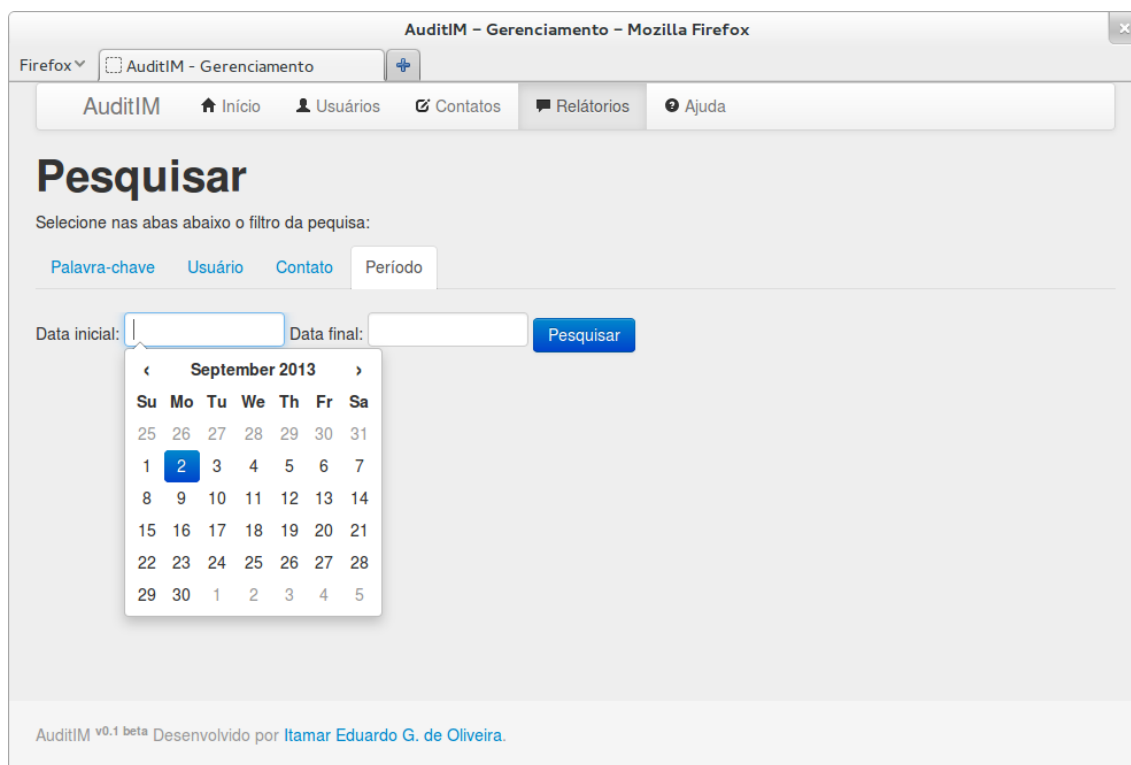 AuditIM – Gerenciamento – Mozilla Firefox
Firefox AuditIM - Gerenciamento
AuditIM Início Usuários Contatos Relátorios Ajuda
Pesquisar
Selecione nas abas abaixo o filtro da pequisa:
Palavra-chave Usuário Contato Período
Data inicial: Data final: Pesquisar
‹ September 2013 ›
Su Mo Tu We Th Fr Sa
25 26 27 28 29 30 31
1 2 3 4 5 6 7
8 9 10 11 12 13 14
15 16 17 18 19 20 21
22 23 24 25 26 27 28
29 30 1 2 3 4 5
AuditIM v0.1 beta Desenvolvido por Itamar Eduardo G. de Oliveira.